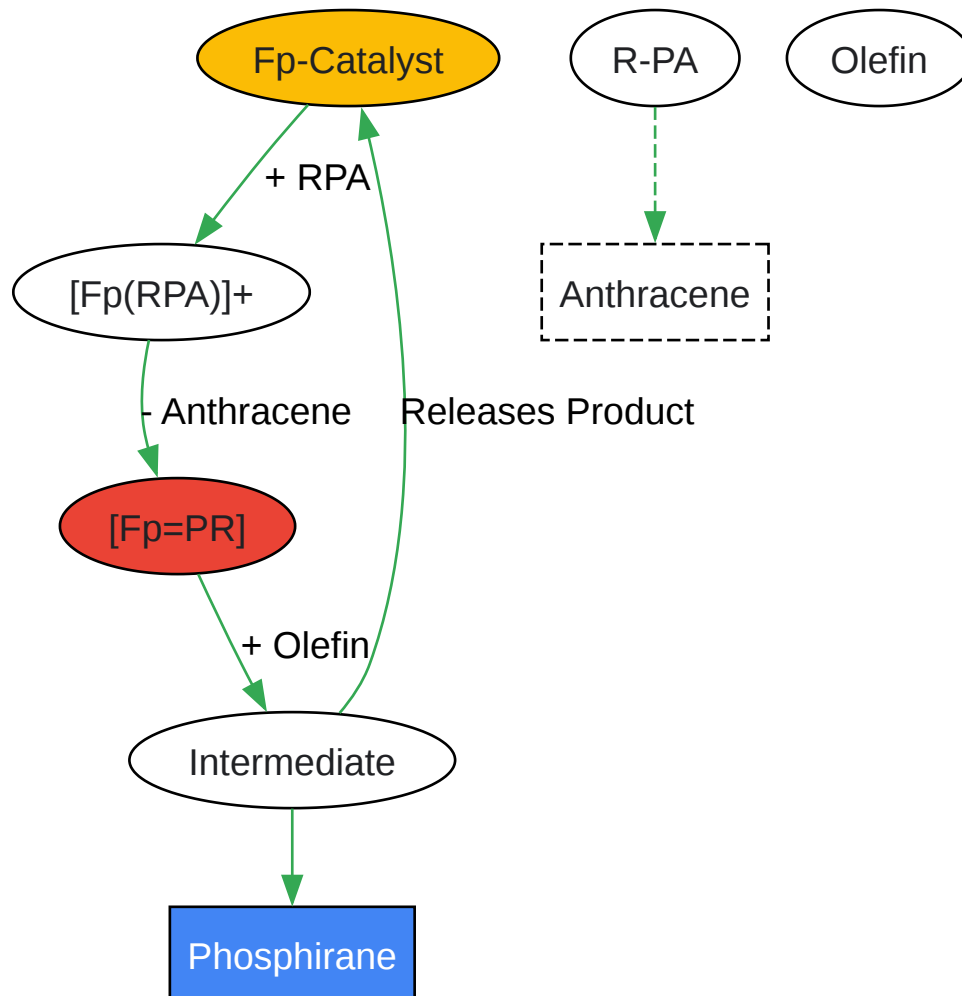 Fp-Catalyst
R-PA
Olefin
+ RPA
[Fp(RPA)]+
Anthracene
- Anthracene
Releases Product
[Fp=PR]
+ Olefin
Intermediate
Phosphirane